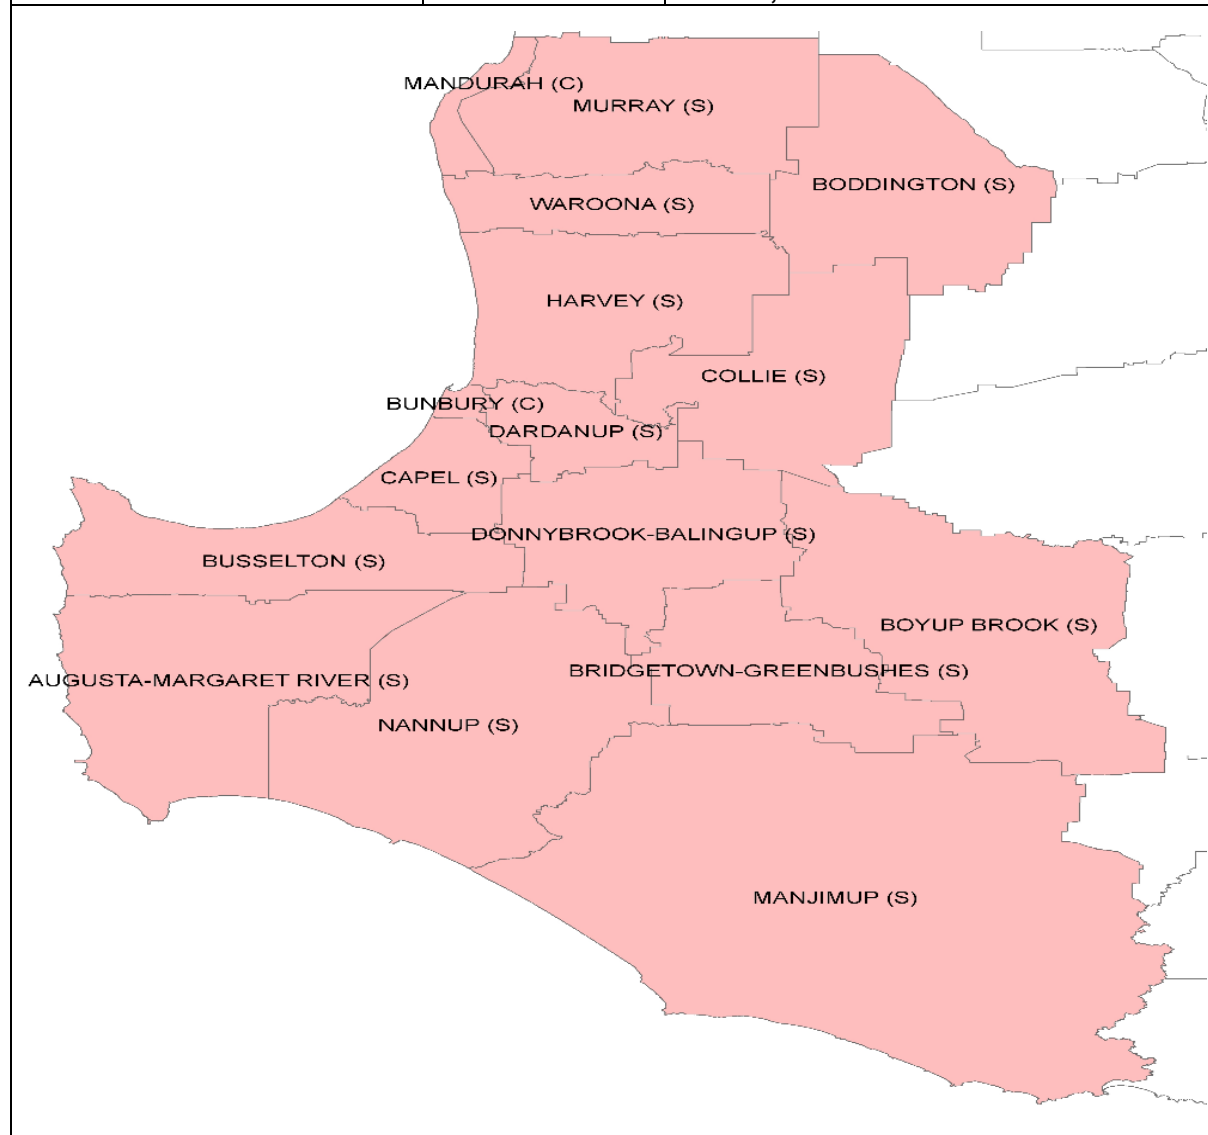 MANDURAH (C)
MURRAY (S)
BODDINGTON (S)
WAROONA (S)
HARVEY (S)
COLLIE (S)
BUNBURY (C)
DARDANUP (S)
CAPEL (S)
DONNYBROOK-BALINGUP (S)
BUSSELTON (S)
BOYUP BROOK (S)
BRIDGETOWN-GREENBUSHES (S)
AUGUSTA-MARGARET RIVER (S)
NANNUP (S)
MANJIMUP (S)